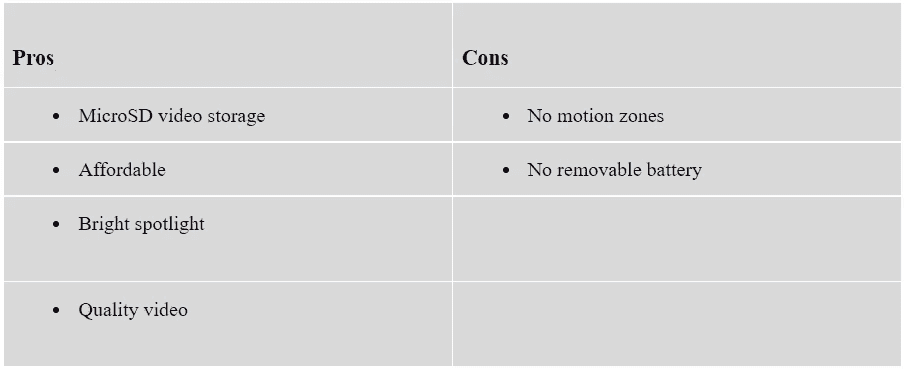 Pros Cons
• MicroSD video storage • No motion zones
• Affordable • No removable battery
• Bright spotlight
• Quality video